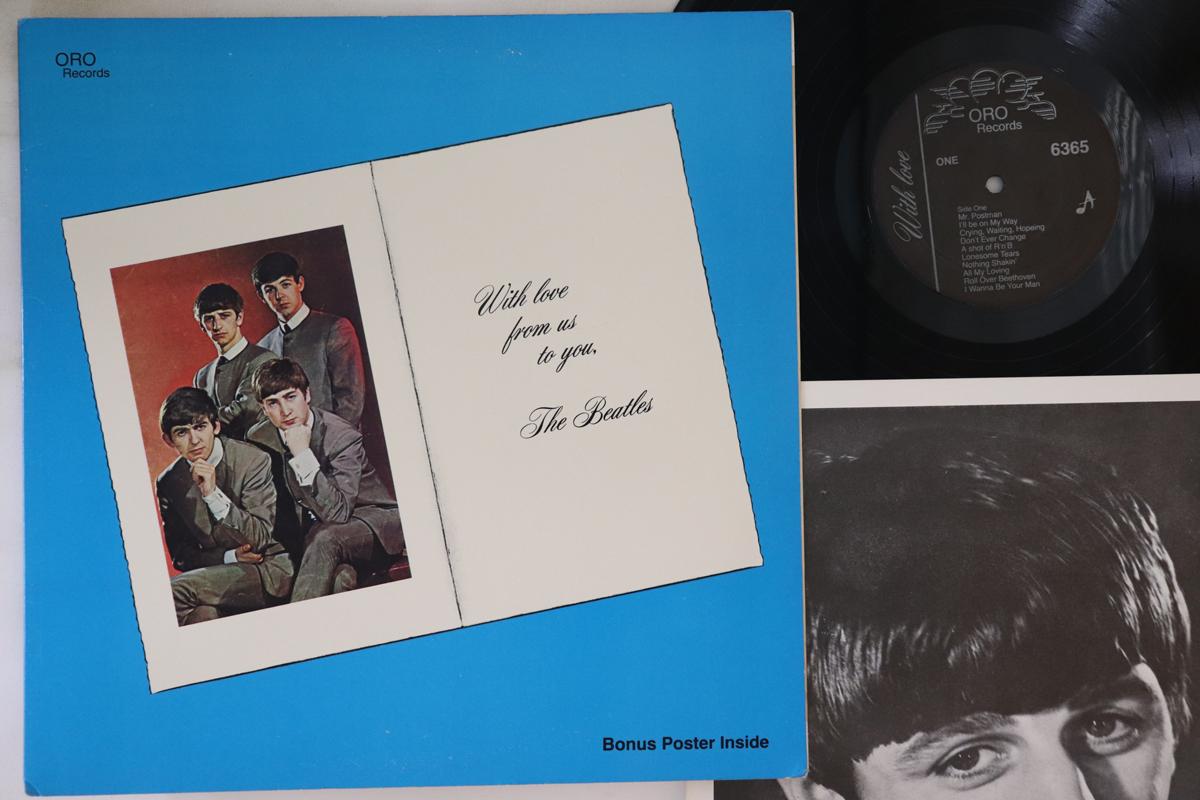 ORO
Records
With love
from us
to you,
The Beatles
Bonus Poster Inside
ORO
Records
With love
ONE
6365
Side One
Mr. Postman
I'll be on My Way
Crying, Waiting, Hopeing
Don't Ever Change
A shot of R'n'B
Lonesome Tears
Nothing Shakin'
All My Loving
Roll Over Beethoven
I Wanna Be Your Man